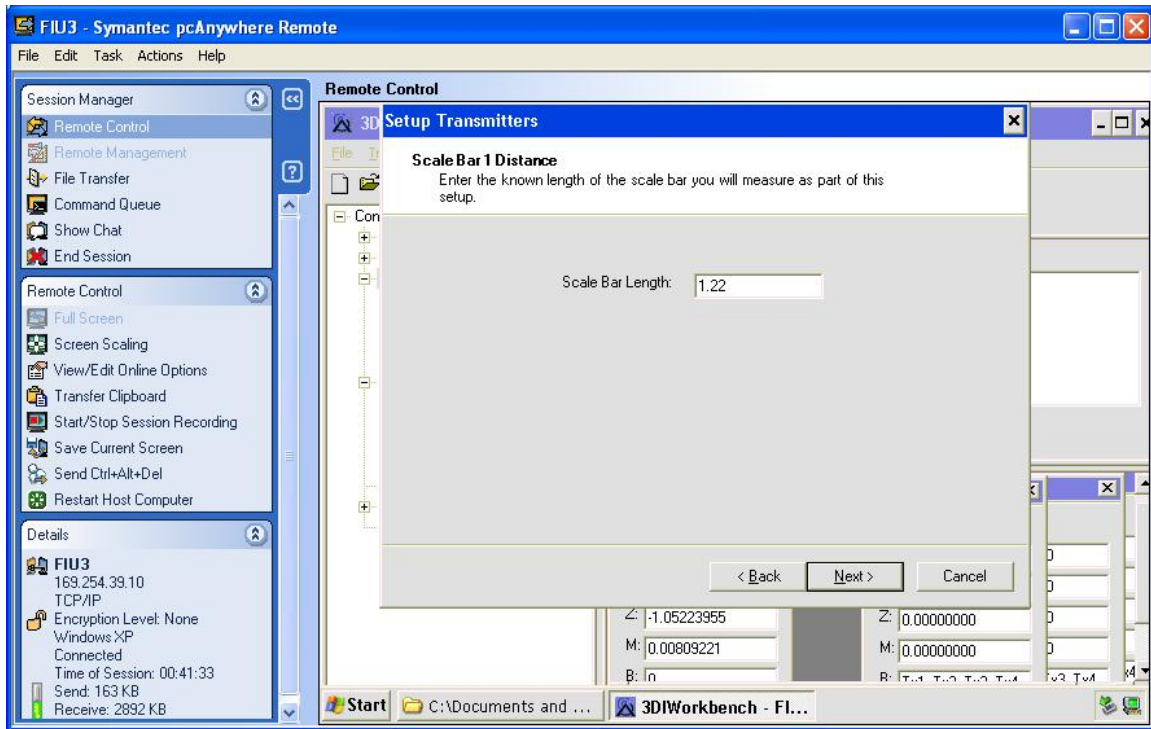 FIU3 - Symantec pcAnywhere Remote
File Edit Task Actions Help
Session Manager
Remote Control
Remote Management
File Transfer
Command Queue
Show Chat
End Session
Remote Control
Full Screen
Screen Scaling
View/Edit Online Options
Transfer Clipboard
Start/Stop Session Recording
Save Current Screen
Send Ctrl+Alt+Del
Restart Host Computer
Details
FIU3
169.254.39.10
TCP/IP
Encryption Level: None
Windows XP
Connected
Time of Session: 00:41:33
Send: 163 KB
Receive: 2892 KB
Remote Control
3D
File
Con
Setup Transmitters
Scale Bar 1 Distance
Enter the known length of the scale bar you will measure as part of this
setup.
Scale Bar Length: 1.22
< Back Next > Cancel
Z: -1.05223955 Z: 0.00000000
M: 0.00809221 M: 0.00000000
B: 0 B:
Start C:\Documents and ... 3DIWorkbench - FI...